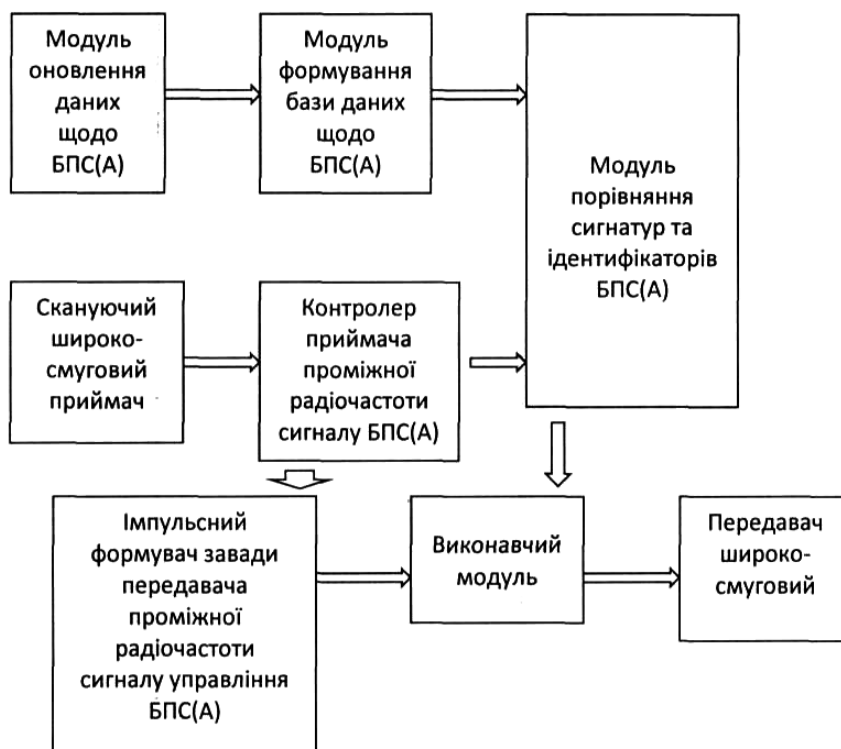 Модуль
оновлення
даних
щодо
БПС(А)
Модуль
формування
бази даних
щодо
БПС(А)
Модуль
порівняння
сигнатур та
ідентифікаторів
БПС(А)
Скануючий
широко-
смуговий
приймач
Контролер
приймача
проміжної
радіочастоти
сигналу БПС(А)
Імпульсний
формувач завади
передавача
проміжної
радіочастоти
сигналу управління
БПС(А)
Виконавчий
модуль
Передавач
широко-
смуговий